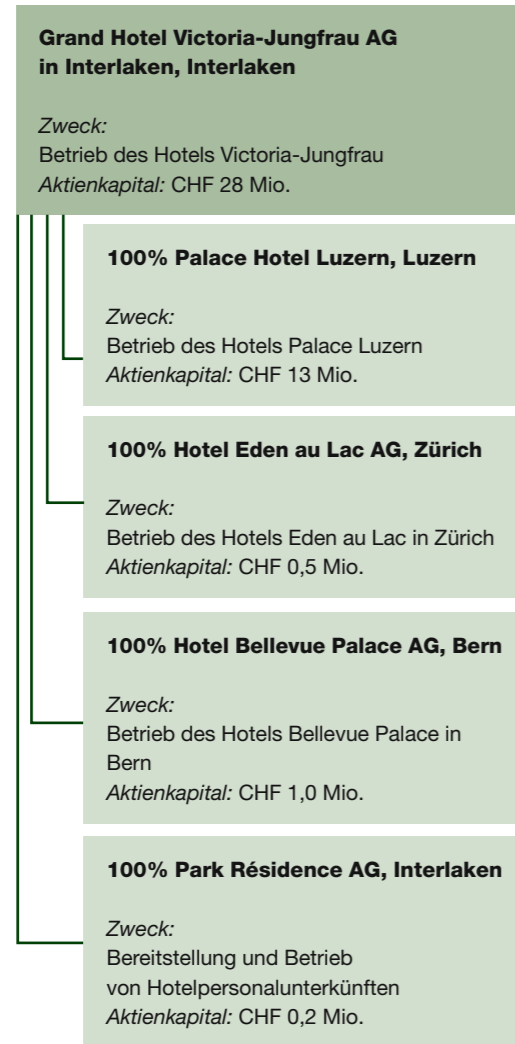 Grand Hotel Victoria-Jungfrau AG
in Interlaken, Interlaken
Zweck:
Betrieb des Hotels Victoria-Jungfrau
Aktienkapital: CHF 28 Mio.
100% Palace Hotel Luzern, Luzern
Zweck:
Betrieb des Hotels Palace Luzern
Aktienkapital: CHF 13 Mio.
100% Hotel Eden au Lac AG, Zürich
Zweck:
Betrieb des Hotels Eden au Lac in Zürich
Aktienkapital: CHF 0,5 Mio.
100% Hotel Bellevue Palace AG, Bern
Zweck:
Betrieb des Hotels Bellevue Palace in
Bern
Aktienkapital: CHF 1,0 Mio.
100% Park Résidence AG, Interlaken
Zweck:
Bereitstellung und Betrieb
von Hotelpersonalunterkünften
Aktienkapital: CHF 0,2 Mio.